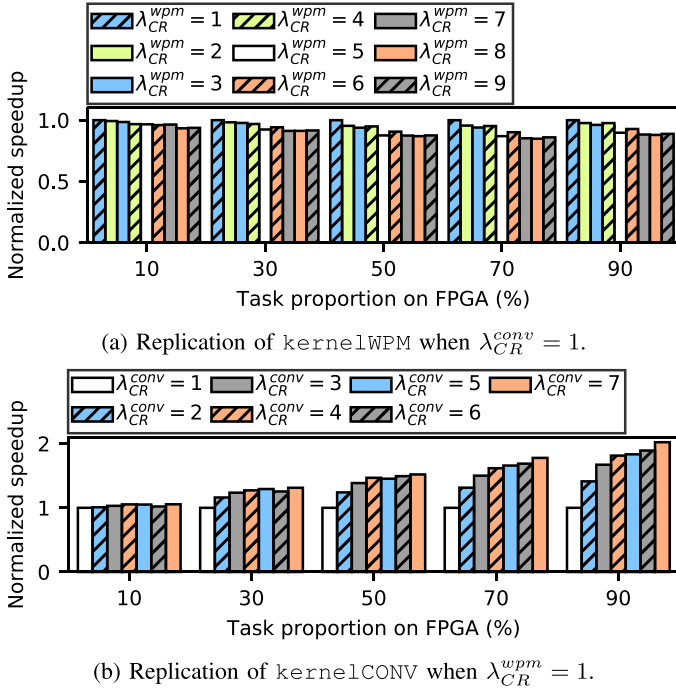 λ_CR^wpm = 1 λ_CR^wpm = 4 λ_CR^wpm = 7
λ_CR^wpm = 2 λ_CR^wpm = 5 λ_CR^wpm = 8
λ_CR^wpm = 3 λ_CR^wpm = 6 λ_CR^wpm = 9
Normalized speedup
1.0
0.5
0.0
10 30 50 70 90
Task proportion on FPGA (%)
(a) Replication of kernelWPM when λ_CR^conv = 1.
λ_CR^conv = 1 λ_CR^conv = 3 λ_CR^conv = 5 λ_CR^conv = 7
λ_CR^conv = 2 λ_CR^conv = 4 λ_CR^conv = 6
Normalized speedup
2
1
0
10 30 50 70 90
Task proportion on FPGA (%)
(b) Replication of kernelCONV when λ_CR^wpm = 1.